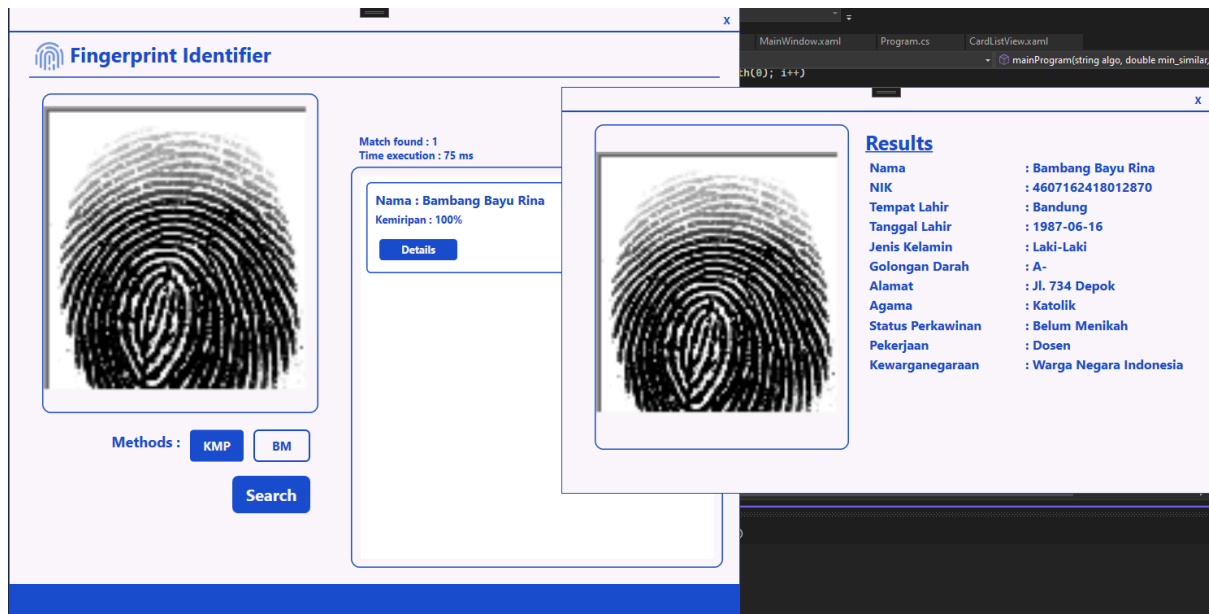 x
Fingerprint Identifier
Match found : 1
Time execution : 75 ms
Nama : Bambang Bayu Rina
Kemiripan : 100%
Details
Methods :
KMP
BM
Search
MainWindow.xaml
Program.cs
CardListView.xaml
mainProgram(string algo, double min_similar,
th(0); i++)
x
Results
Nama : Bambang Bayu Rina
NIK : 4607162418012870
Tempat Lahir : Bandung
Tanggal Lahir : 1987-06-16
Jenis Kelamin : Laki-Laki
Golongan Darah : A-
Alamat : Jl. 734 Depok
Agama : Katolik
Status Perkawinan : Belum Menikah
Pekerjaan : Dosen
Kewarganegaraan : Warga Negara Indonesia
)